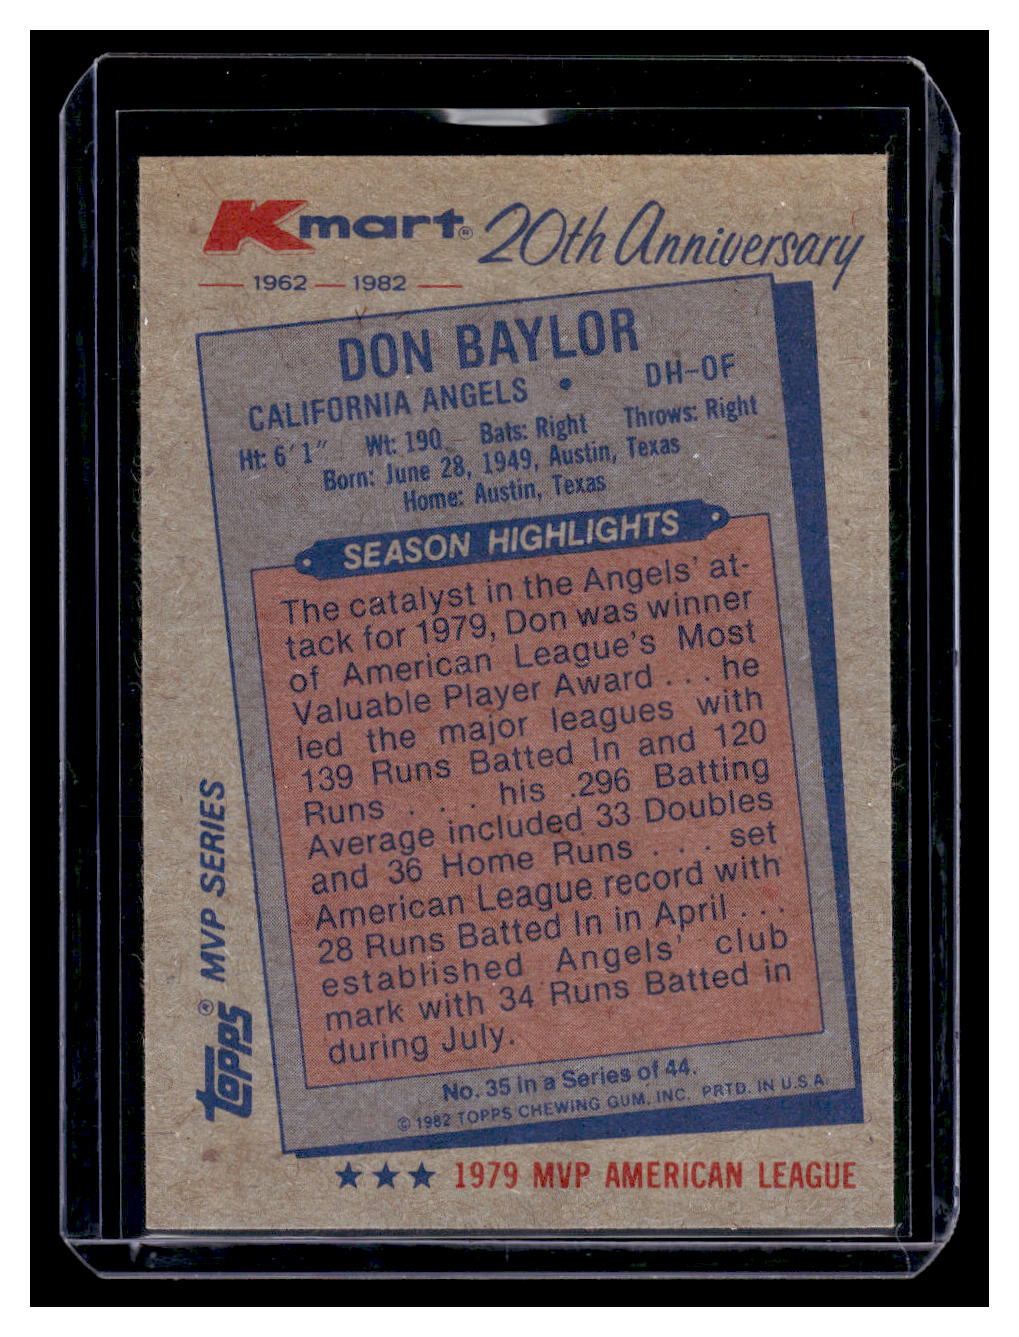 Kmart® 20th Anniversary
1962 — 1982
DON BAYLOR
CALIFORNIA ANGELS • DH-OF
Ht: 6'1" Wt: 190 Bats: Right Throws: Right
Born: June 28, 1949, Austin, Texas
Home: Austin, Texas
SEASON HIGHLIGHTS
The catalyst in the Angels' at-
tack for 1979, Don was winner
of American League's Most
Valuable Player Award . . . he
led the major leagues with
139 Runs Batted In and 120
Runs . . . his .296 Batting
Average included 33 Doubles
and 36 Home Runs . . . set
American League record with
28 Runs Batted In in April . . .
established Angels' club
mark with 34 Runs Batted in
during July.
No. 35 in a Series of 44.
© 1982 TOPPS CHEWING GUM, INC. PRTD. IN U.S.A.
topps® MVP SERIES
★★★ 1979 MVP AMERICAN LEAGUE